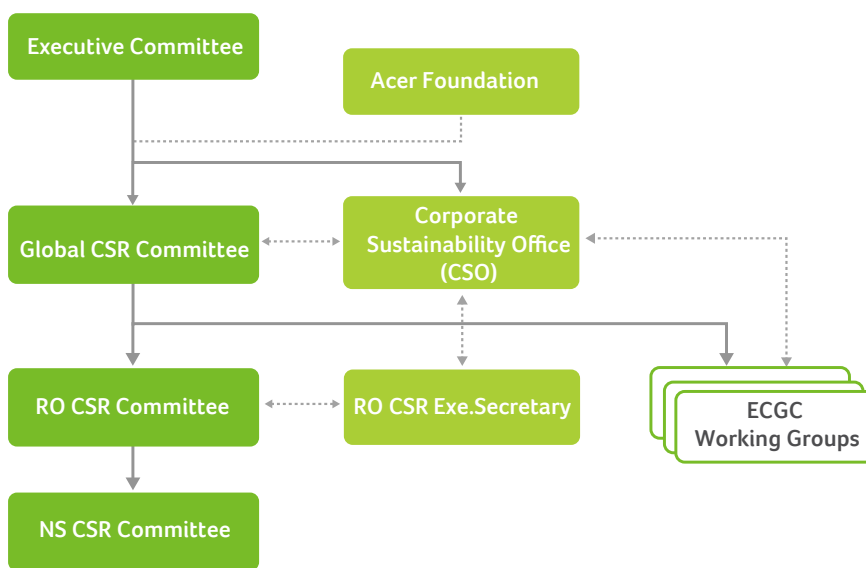 Executive Committee
Acer Foundation
Global CSR Committee
Corporate
Sustainability Office
(CSO)
RO CSR Committee
RO CSR Exe.Secretary
ECGC
Working Groups
NS CSR Committee